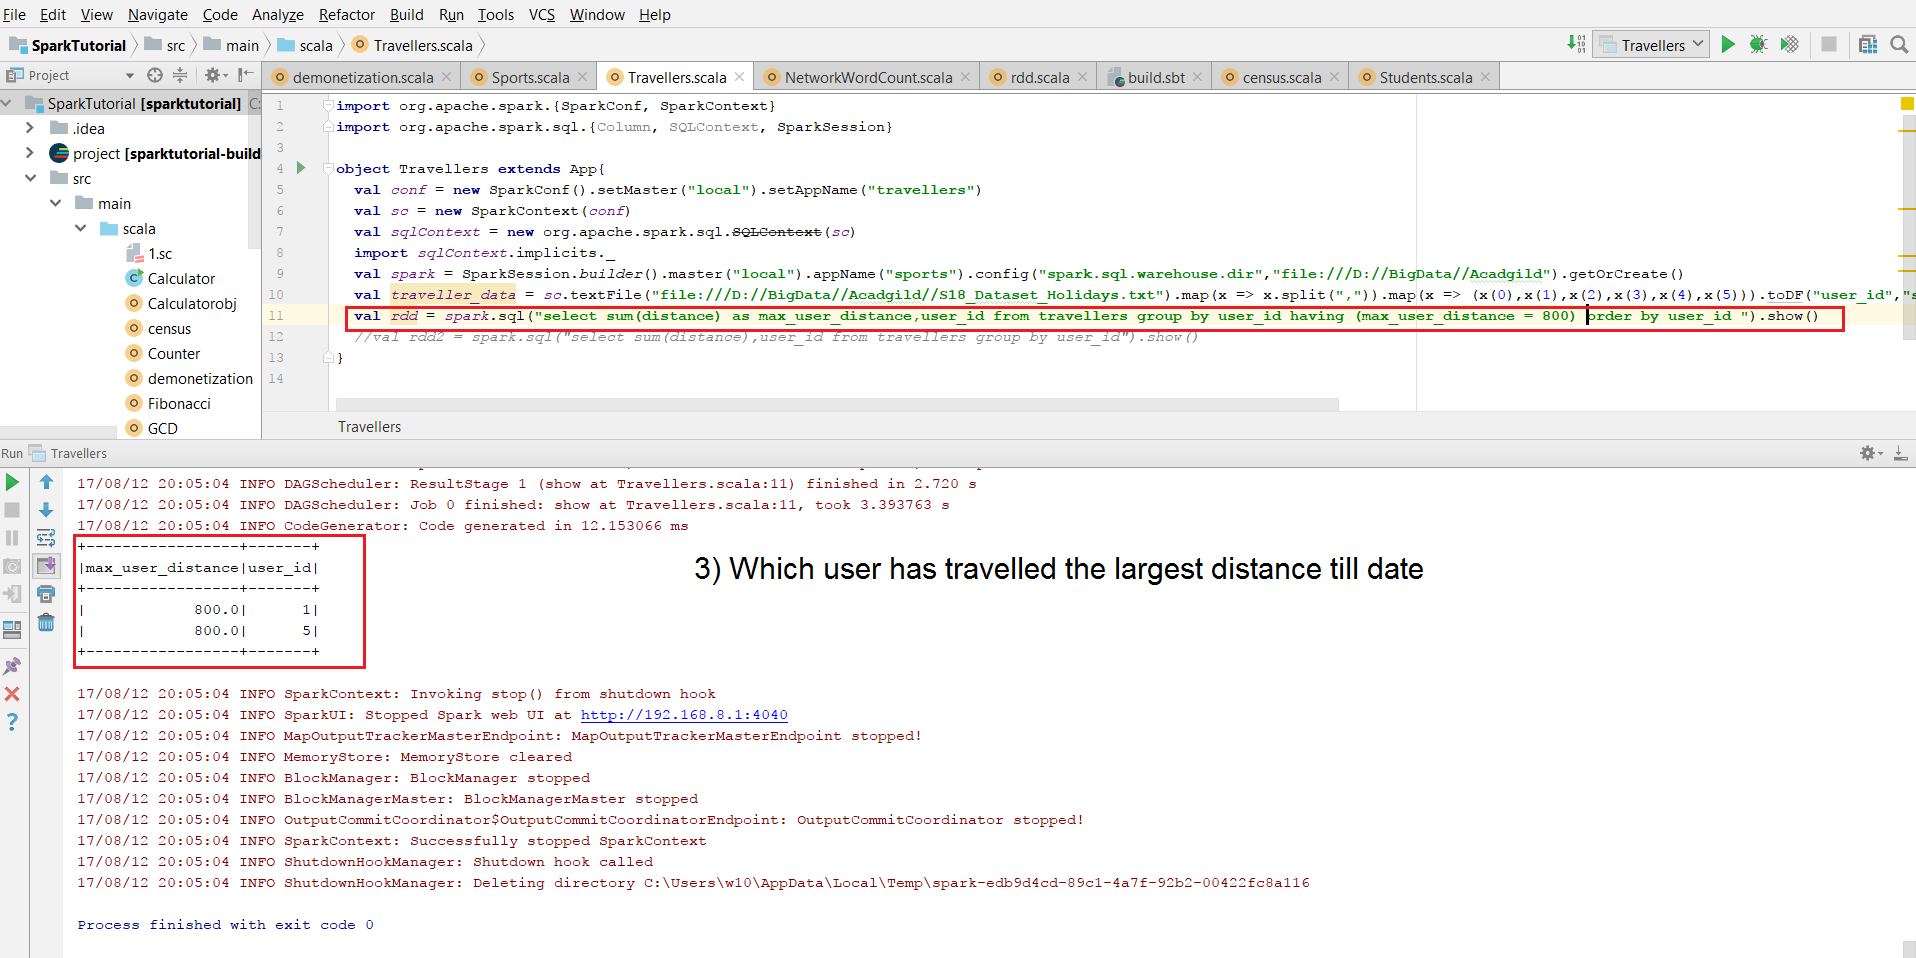 File Edit View Navigate Code Analyze Refactor Build Run Tools VCS Window Help
SparkTutorial src main scala Travellers.scala
Travellers
Project
demonetization.scala Sports.scala Travellers.scala NetworkWordCount.scala rdd.scala build.sbt census.scala Students.scala
SparkTutorial [sparktutorial] C:
.idea
project [sparktutorial-build
src
main
scala
1.sc
Calculator
Calculatorobj
census
Counter
demonetization
Fibonacci
GCD
1 import org.apache.spark.{SparkConf, SparkContext}
2 import org.apache.spark.sql.{Column, SQLContext, SparkSession}
3
4 object Travellers extends App{
5 val conf = new SparkConf().setMaster("local").setAppName("travellers")
6 val sc = new SparkContext(conf)
7 val sqlContext = new org.apache.spark.sql.SQLContext(sc)
8 import sqlContext.implicits._
9 val spark = SparkSession.builder().master("local").appName("sports").config("spark.sql.warehouse.dir","file:///D://BigData//Acadgild").getOrCreate()
10 val traveller_data = sc.textFile("file:///D://BigData//Acadgild//S18_Dataset_Holidays.txt").map(x => x.split(",")).map(x => (x(0),x(1),x(2),x(3),x(4),x(5))).toDF("user_id","s
11 val rdd = spark.sql("select sum(distance) as max_user_distance,user_id from travellers group by user_id having (max_user_distance = 800) order by user_id ").show()
12 //val rdd2 = spark.sql("select sum(distance),user_id from travellers group by user_id").show()
13 }
14
Travellers
Run Travellers
17/08/12 20:05:04 INFO DAGScheduler: ResultStage 1 (show at Travellers.scala:11) finished in 2.720 s
17/08/12 20:05:04 INFO DAGScheduler: Job 0 finished: show at Travellers.scala:11, took 3.393763 s
17/08/12 20:05:04 INFO CodeGenerator: Code generated in 12.153066 ms
+-----------------+-------+
|max_user_distance|user_id|
+-----------------+-------+
| 800.0| 1|
| 800.0| 5|
+-----------------+-------+
3) Which user has travelled the largest distance till date
17/08/12 20:05:04 INFO SparkContext: Invoking stop() from shutdown hook
17/08/12 20:05:04 INFO SparkUI: Stopped Spark web UI at http://192.168.8.1:4040
17/08/12 20:05:04 INFO MapOutputTrackerMasterEndpoint: MapOutputTrackerMasterEndpoint stopped!
17/08/12 20:05:04 INFO MemoryStore: MemoryStore cleared
17/08/12 20:05:04 INFO BlockManager: BlockManager stopped
17/08/12 20:05:04 INFO BlockManagerMaster: BlockManagerMaster stopped
17/08/12 20:05:04 INFO OutputCommitCoordinator$OutputCommitCoordinatorEndpoint: OutputCommitCoordinator stopped!
17/08/12 20:05:04 INFO SparkContext: Successfully stopped SparkContext
17/08/12 20:05:04 INFO ShutdownHookManager: Shutdown hook called
17/08/12 20:05:04 INFO ShutdownHookManager: Deleting directory C:\Users\w10\AppData\Local\Temp\spark-edb9d4cd-89c1-4a7f-92b2-00422fc8a116
Process finished with exit code 0